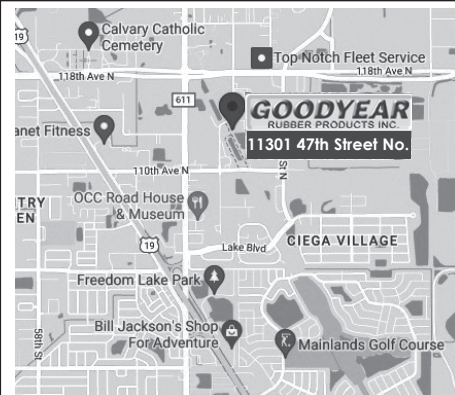 19
Calvary Catholic
Cemetery
Top Notch Fleet Service
118th Ave N
118th Ave N
611
GOODYEAR
RUBBER PRODUCTS INC.
11301 47th Street No.
anet Fitness
110th Ave N
St N
OCC Road House
& Museum
TRY
EN
19
Lake Blvd
CIEGA VILLAGE
Freedom Lake Park
58th St
Bill Jackson's Shop
For Adventure
Mainlands Golf Course